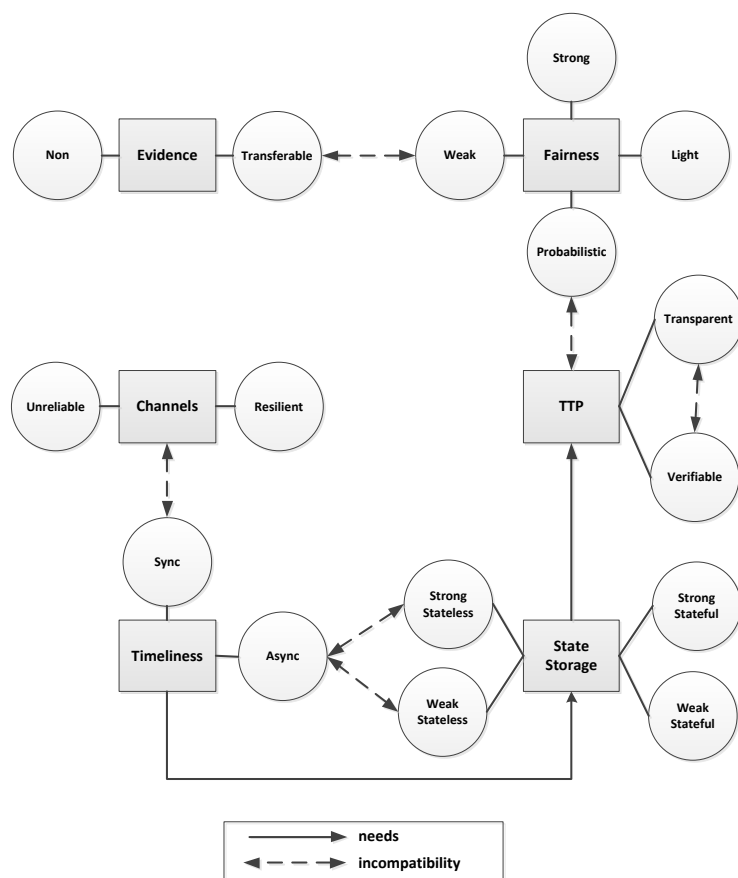 Strong
Non
Evidence
Transferable
Weak
Fairness
Light
Probabilistic
Transparent
Unreliable
Channels
Resilient
TTP
Verifiable
Sync
Strong
Stateless
Strong
Stateful
Timeliness
Async
State
Storage
Weak
Stateless
Weak
Stateful
needs
incompatibility